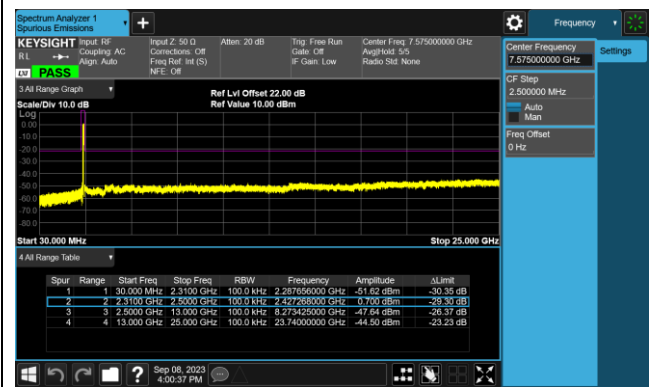 Spectrum Analyzer 1
Spurious Emissions
Frequency
KEYSIGHT
RL
Input: RF
Coupling: AC
Align: Auto
Input Z: 50 Ω
Corrections: Off
Freq Ref: Int (S)
NFE: Off
Atten: 20 dB
Trig: Free Run
Gate: Off
IF Gain: Low
Center Freq: 7.575000000 GHz
Avg|Hold: 5/5
Radio Std: None
LXI PASS
Center Frequency
7.575000000 GHz
Settings
CF Step
2.500000 MHz
Auto
Man
Freq Offset
0 Hz
3 All Range Graph
Scale/Div 10.0 dB
Ref Lvl Offset 22.00 dB
Ref Value 10.00 dBm
Log
0.00
-10.0
-20.0
-30.0
-40.0
-50.0
-60.0
-70.0
-80.0
Start 30.000 MHz
Stop 25.000 GHz
4 All Range Table
Spur Range Start Freq Stop Freq RBW Frequency Amplitude ΔLimit
1 1 30.000 MHz 2.3100 GHz 100.0 kHz 2.287656000 GHz -51.62 dBm -30.35 dB
2 2 2.3100 GHz 2.5000 GHz 100.0 kHz 2.427268000 GHz 0.700 dBm -29.30 dB
3 3 2.5000 GHz 13.000 GHz 100.0 kHz 8.273425000 GHz -47.64 dBm -26.37 dB
4 4 13.000 GHz 25.000 GHz 100.0 kHz 23.74000000 GHz -44.50 dBm -23.23 dB
?
Sep 08, 2023
4:00:37 PM